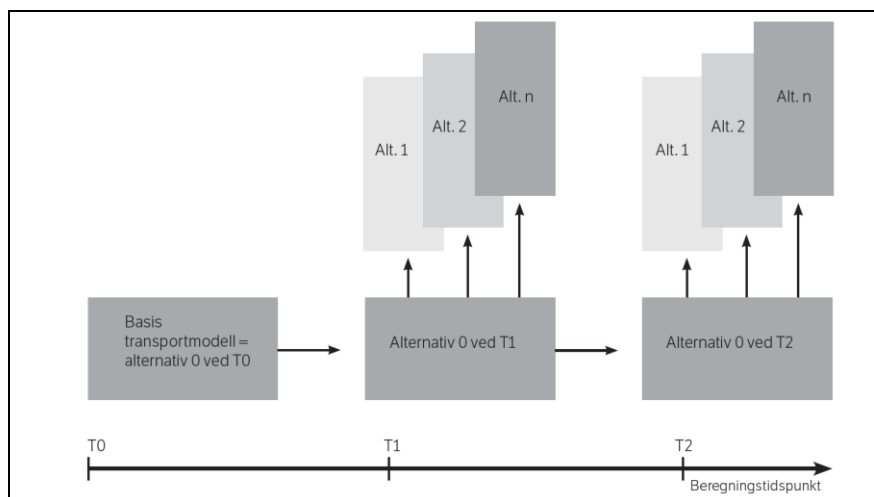 Alt. n
Alt. 2
Alt. 1
Alt. n
Alt. 2
Alt. 1
Basis
transportmodell =
alternativ 0 ved T0
Alternativ 0 ved T1
Alternativ 0 ved T2
T0
T1
T2
Beregningstidspunkt